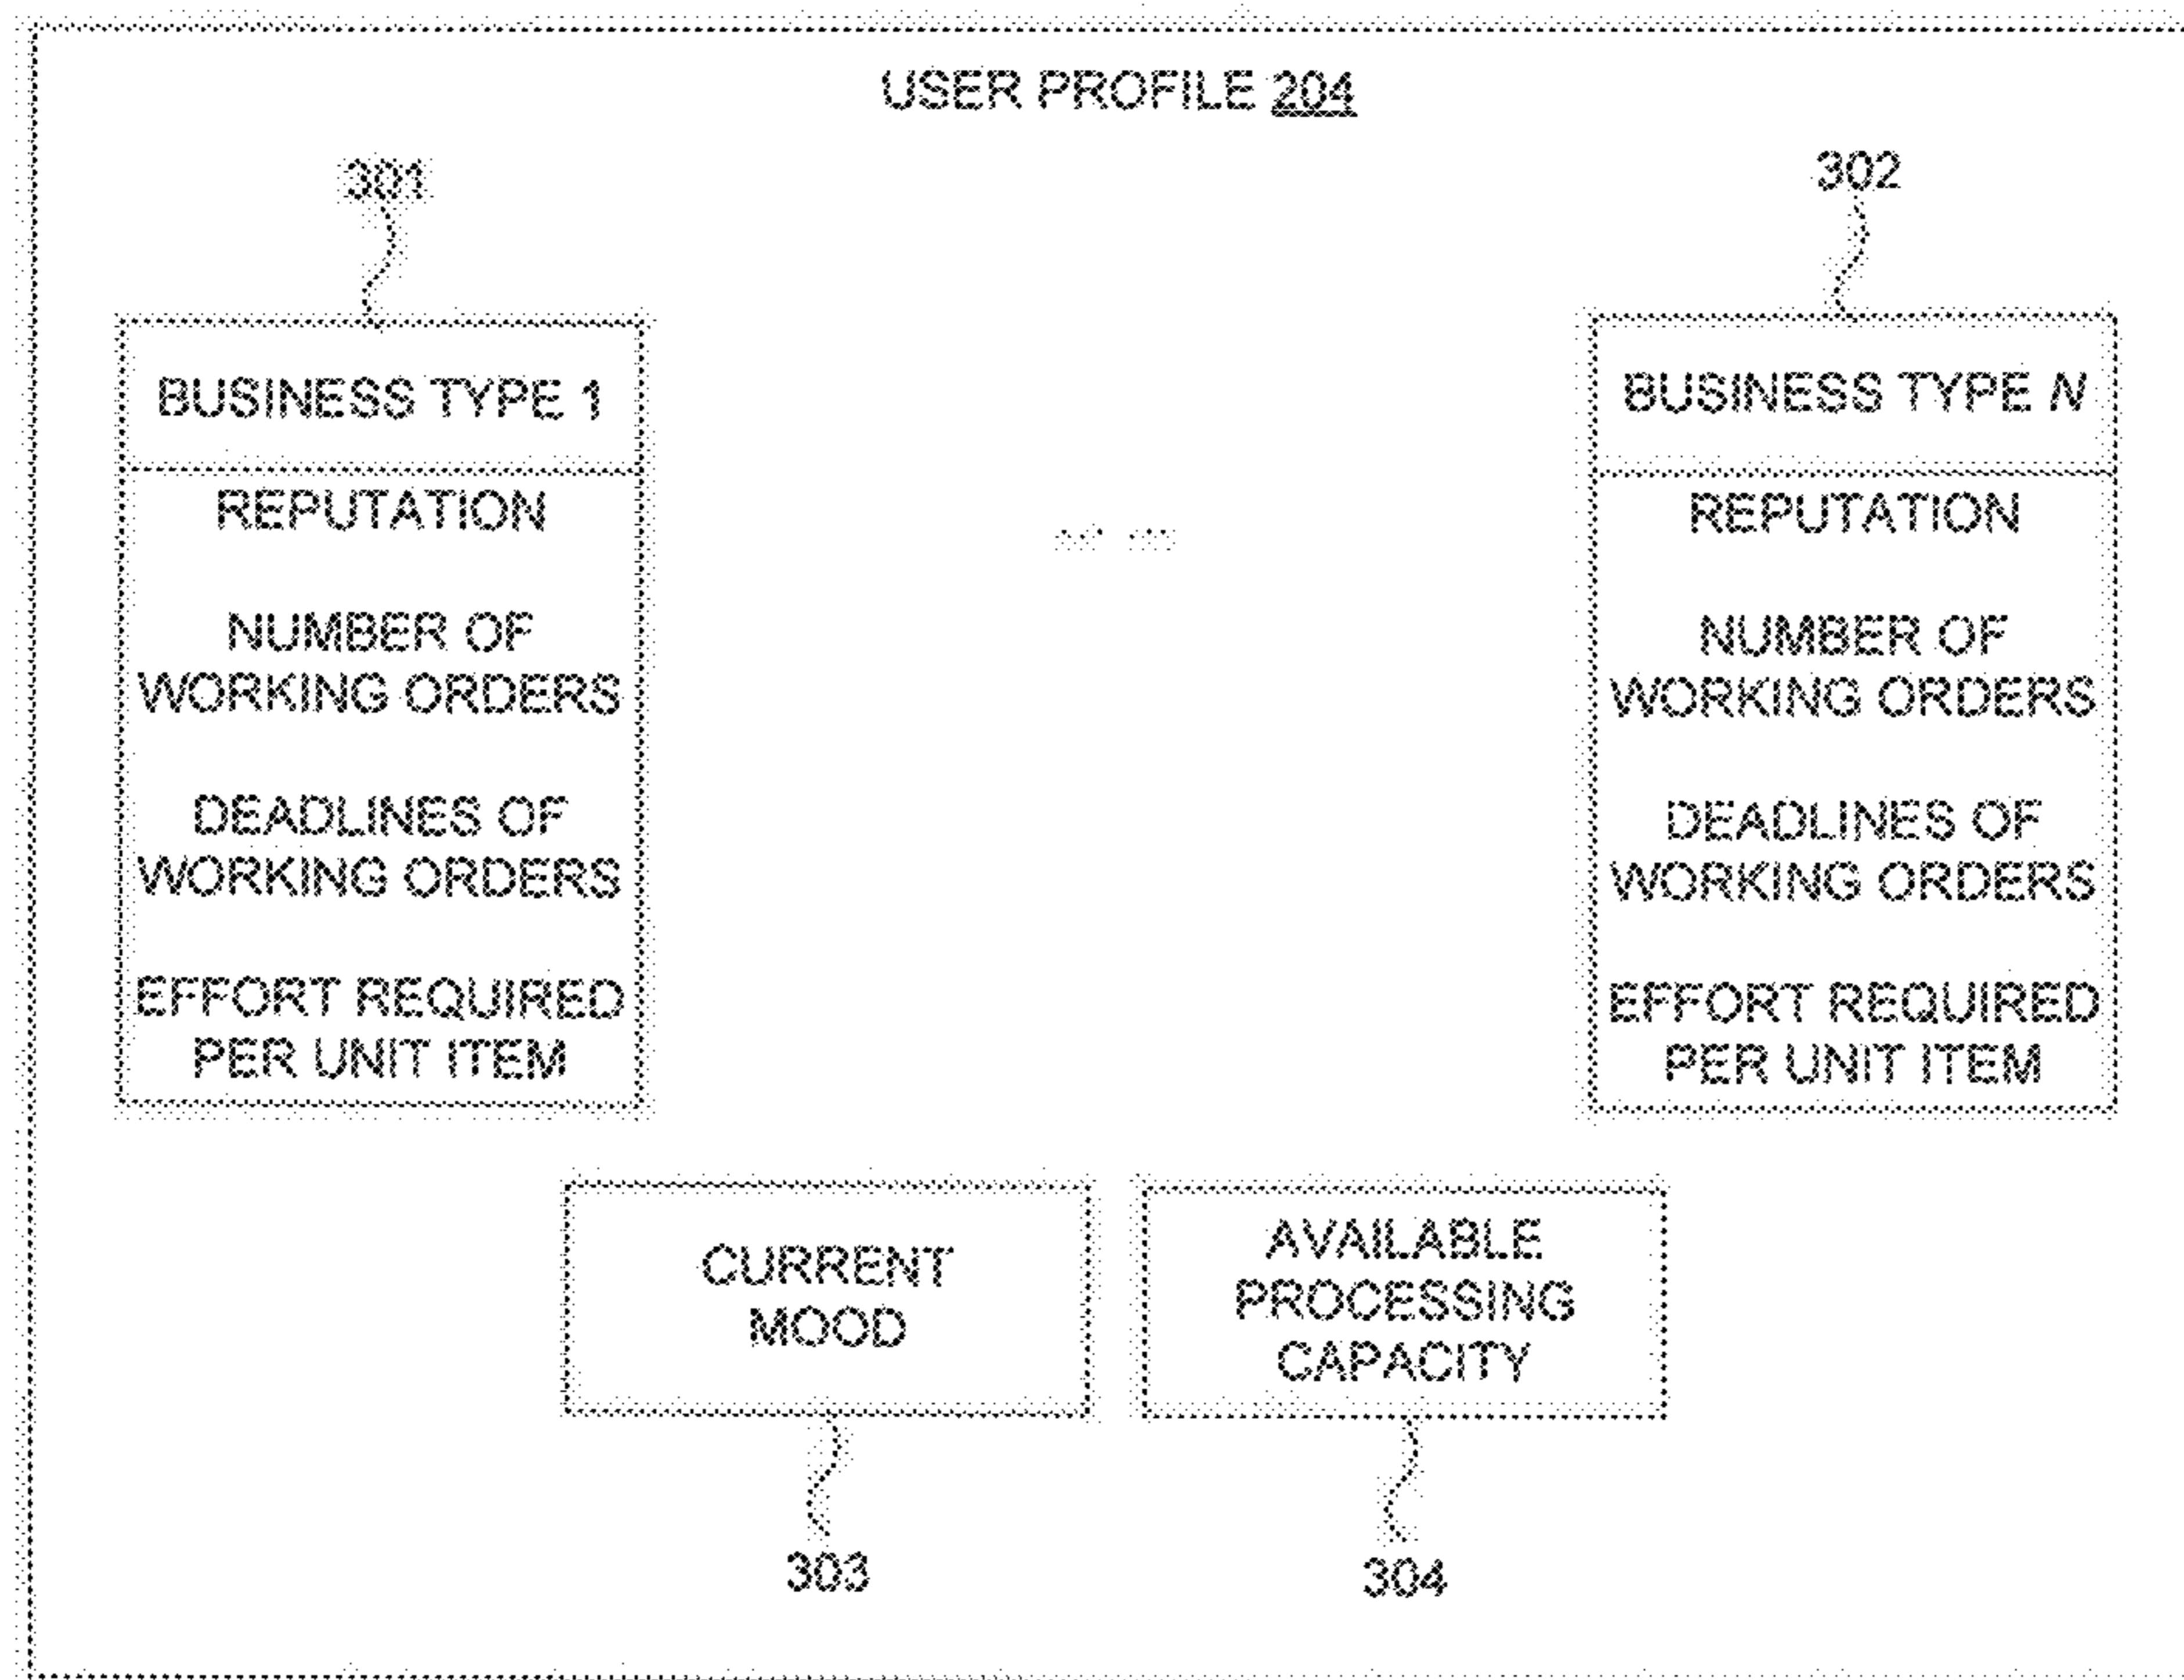 USER PROFILE 204
301
302
BUSINESS TYPE 1
REPUTATION
NUMBER OF
WORKING ORDERS
DEADLINES OF
WORKING ORDERS
EFFORT REQUIRED
PER UNIT ITEM
... ...
BUSINESS TYPE N
REPUTATION
NUMBER OF
WORKING ORDERS
DEADLINES OF
WORKING ORDERS
EFFORT REQUIRED
PER UNIT ITEM
CURRENT
MOOD
AVAILABLE
PROCESSING
CAPACITY
303
304